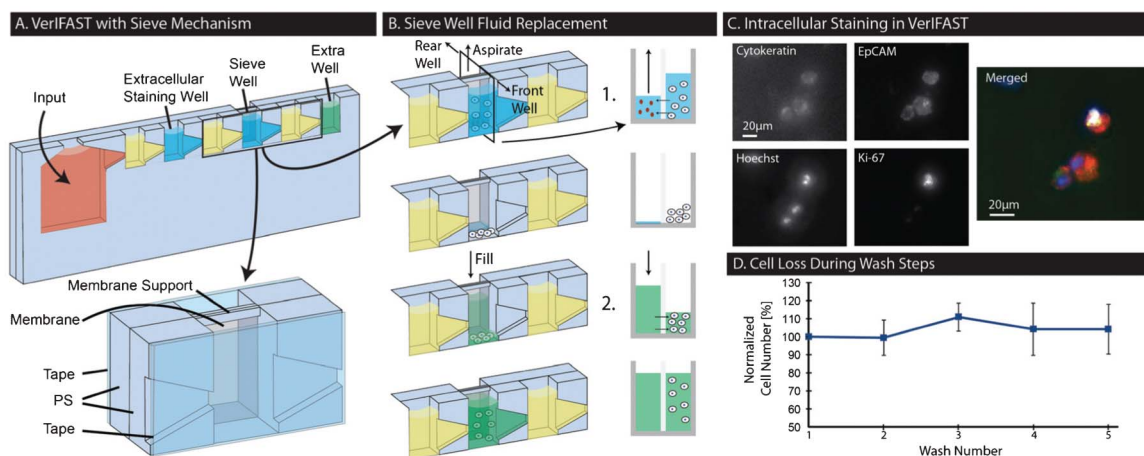 A. VerIFAST with Sieve Mechanism
Input
Extracellular
Staining Well
Sieve
Well
Extra
Well
Membrane Support
Membrane
Tape
PS
Tape
B. Sieve Well Fluid Replacement
Rear
Well
Aspirate
Front
Well
1.
Fill
2.
C. Intracellular Staining in VerIFAST
Cytokeratin
EpCAM
20µm
Hoechst
Ki-67
Merged
20µm
D. Cell Loss During Wash Steps
Normalized
Cell Number [%]
130
120
110
100
90
80
70
60
50
1
2
3
4
5
Wash Number